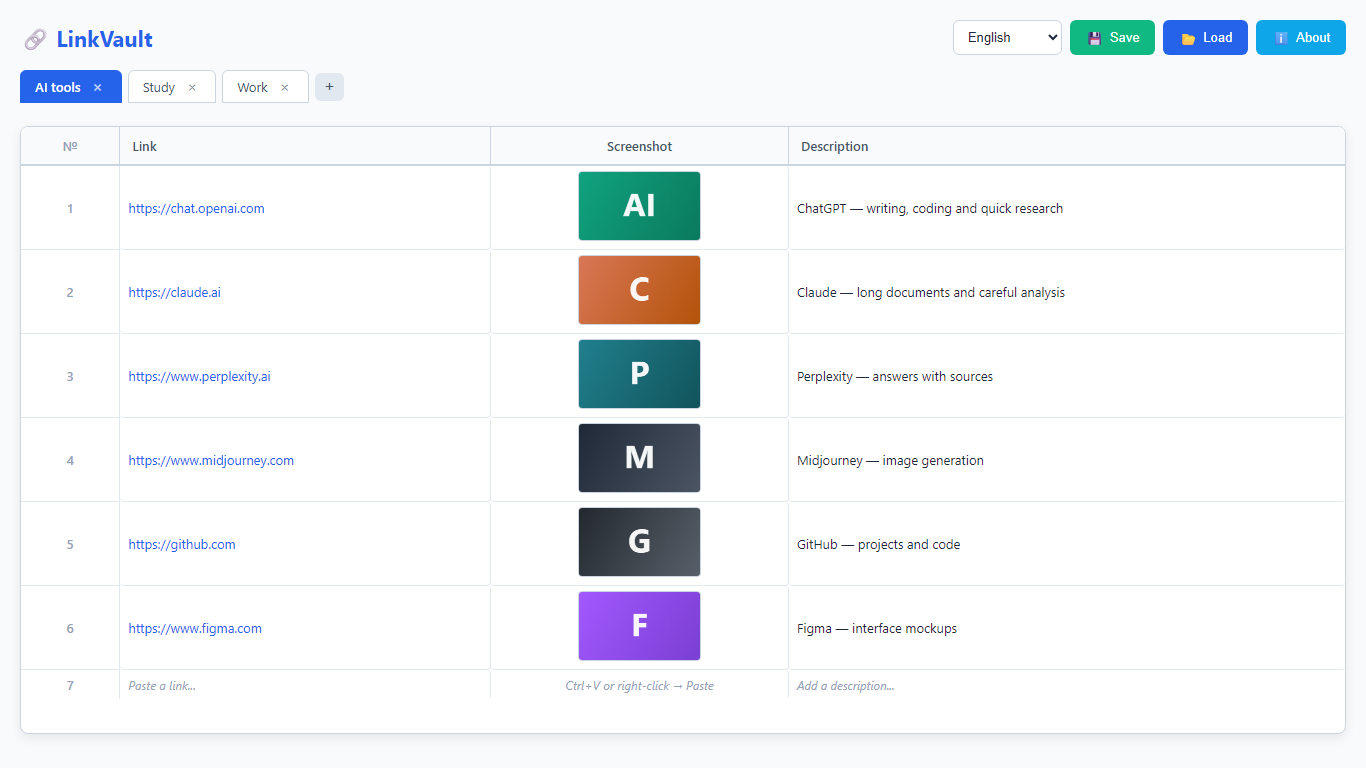 LinkVault
English
Save
Load
About
AI tools ×
Study ×
Work ×
+
№ Link Screenshot Description
1 https://chat.openai.com AI ChatGPT — writing, coding and quick research
2 https://claude.ai C Claude — long documents and careful analysis
3 https://www.perplexity.ai P Perplexity — answers with sources
4 https://www.midjourney.com M Midjourney — image generation
5 https://github.com G GitHub — projects and code
6 https://www.figma.com F Figma — interface mockups
7 Paste a link... Ctrl+V or right-click → Paste Add a description...